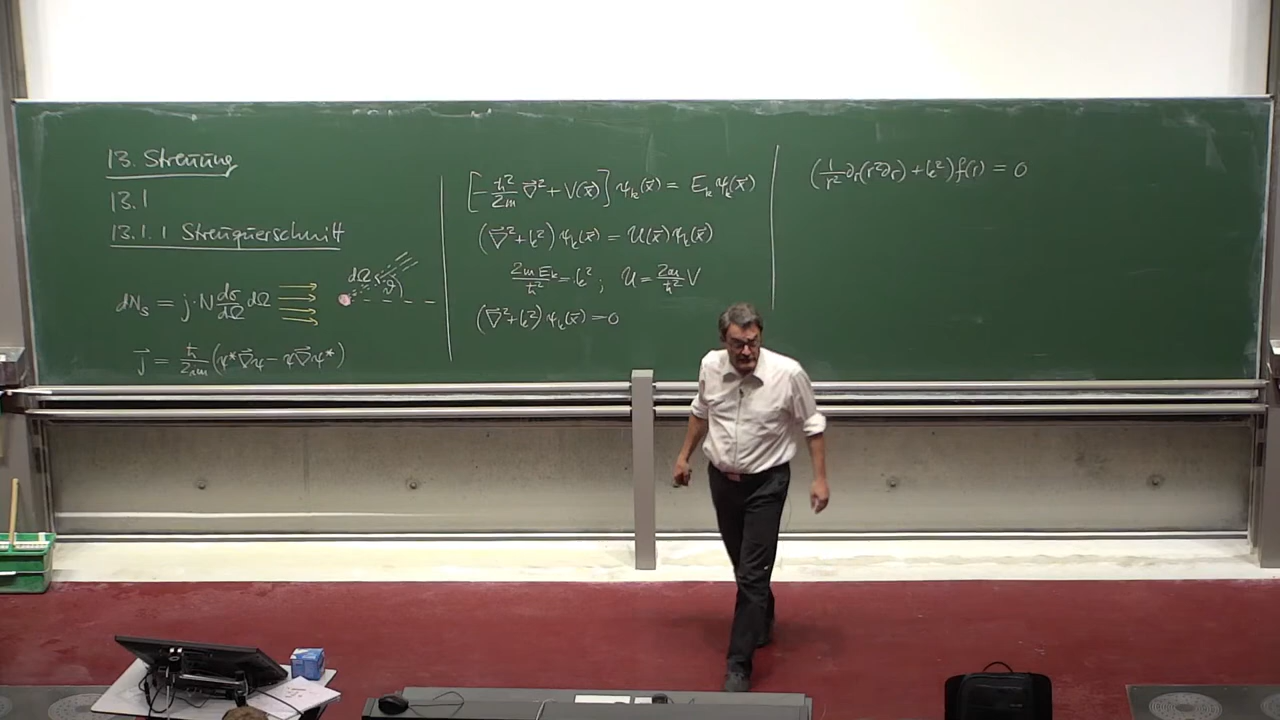 13. Streuung
13.1
13.1.1 Streuquerschnitt
dΩ
ϑ
dN_s = j·N dσ/dΩ dΩ
j⃗ = ħ/2im (ψ*∇⃗ψ − ψ∇⃗ψ*)
[−ħ²/2m ∇⃗² + V(x⃗)] ψ_k(x⃗) = E_k ψ_k(x⃗)
(∇⃗²+k²) ψ_k(x⃗) = U(x⃗)ψ_k(x⃗)
2mE_k/ħ² = k² ; U = 2m/ħ² V
(∇⃗²+k²) ψ_k(x⃗) = 0
(1/r² ∂_r(r²∂_r) + k²) f(r) = 0